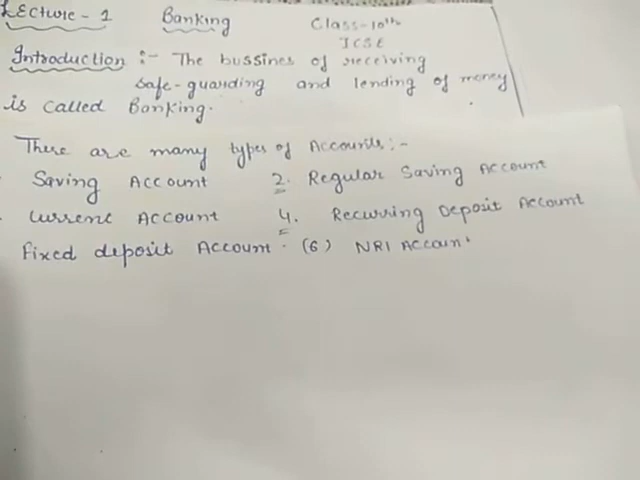 Lecture - 1 Banking Class-10th
ICSE
Introduction :- The bussines of receiving
safe-guarding and lending of money
is called Banking.
There are many types of Accounts:-
Saving Account 2. Regular Saving Account
Current Account 4. Recurring Deposit Account
Fixed deposit Account. (6) NRI Account